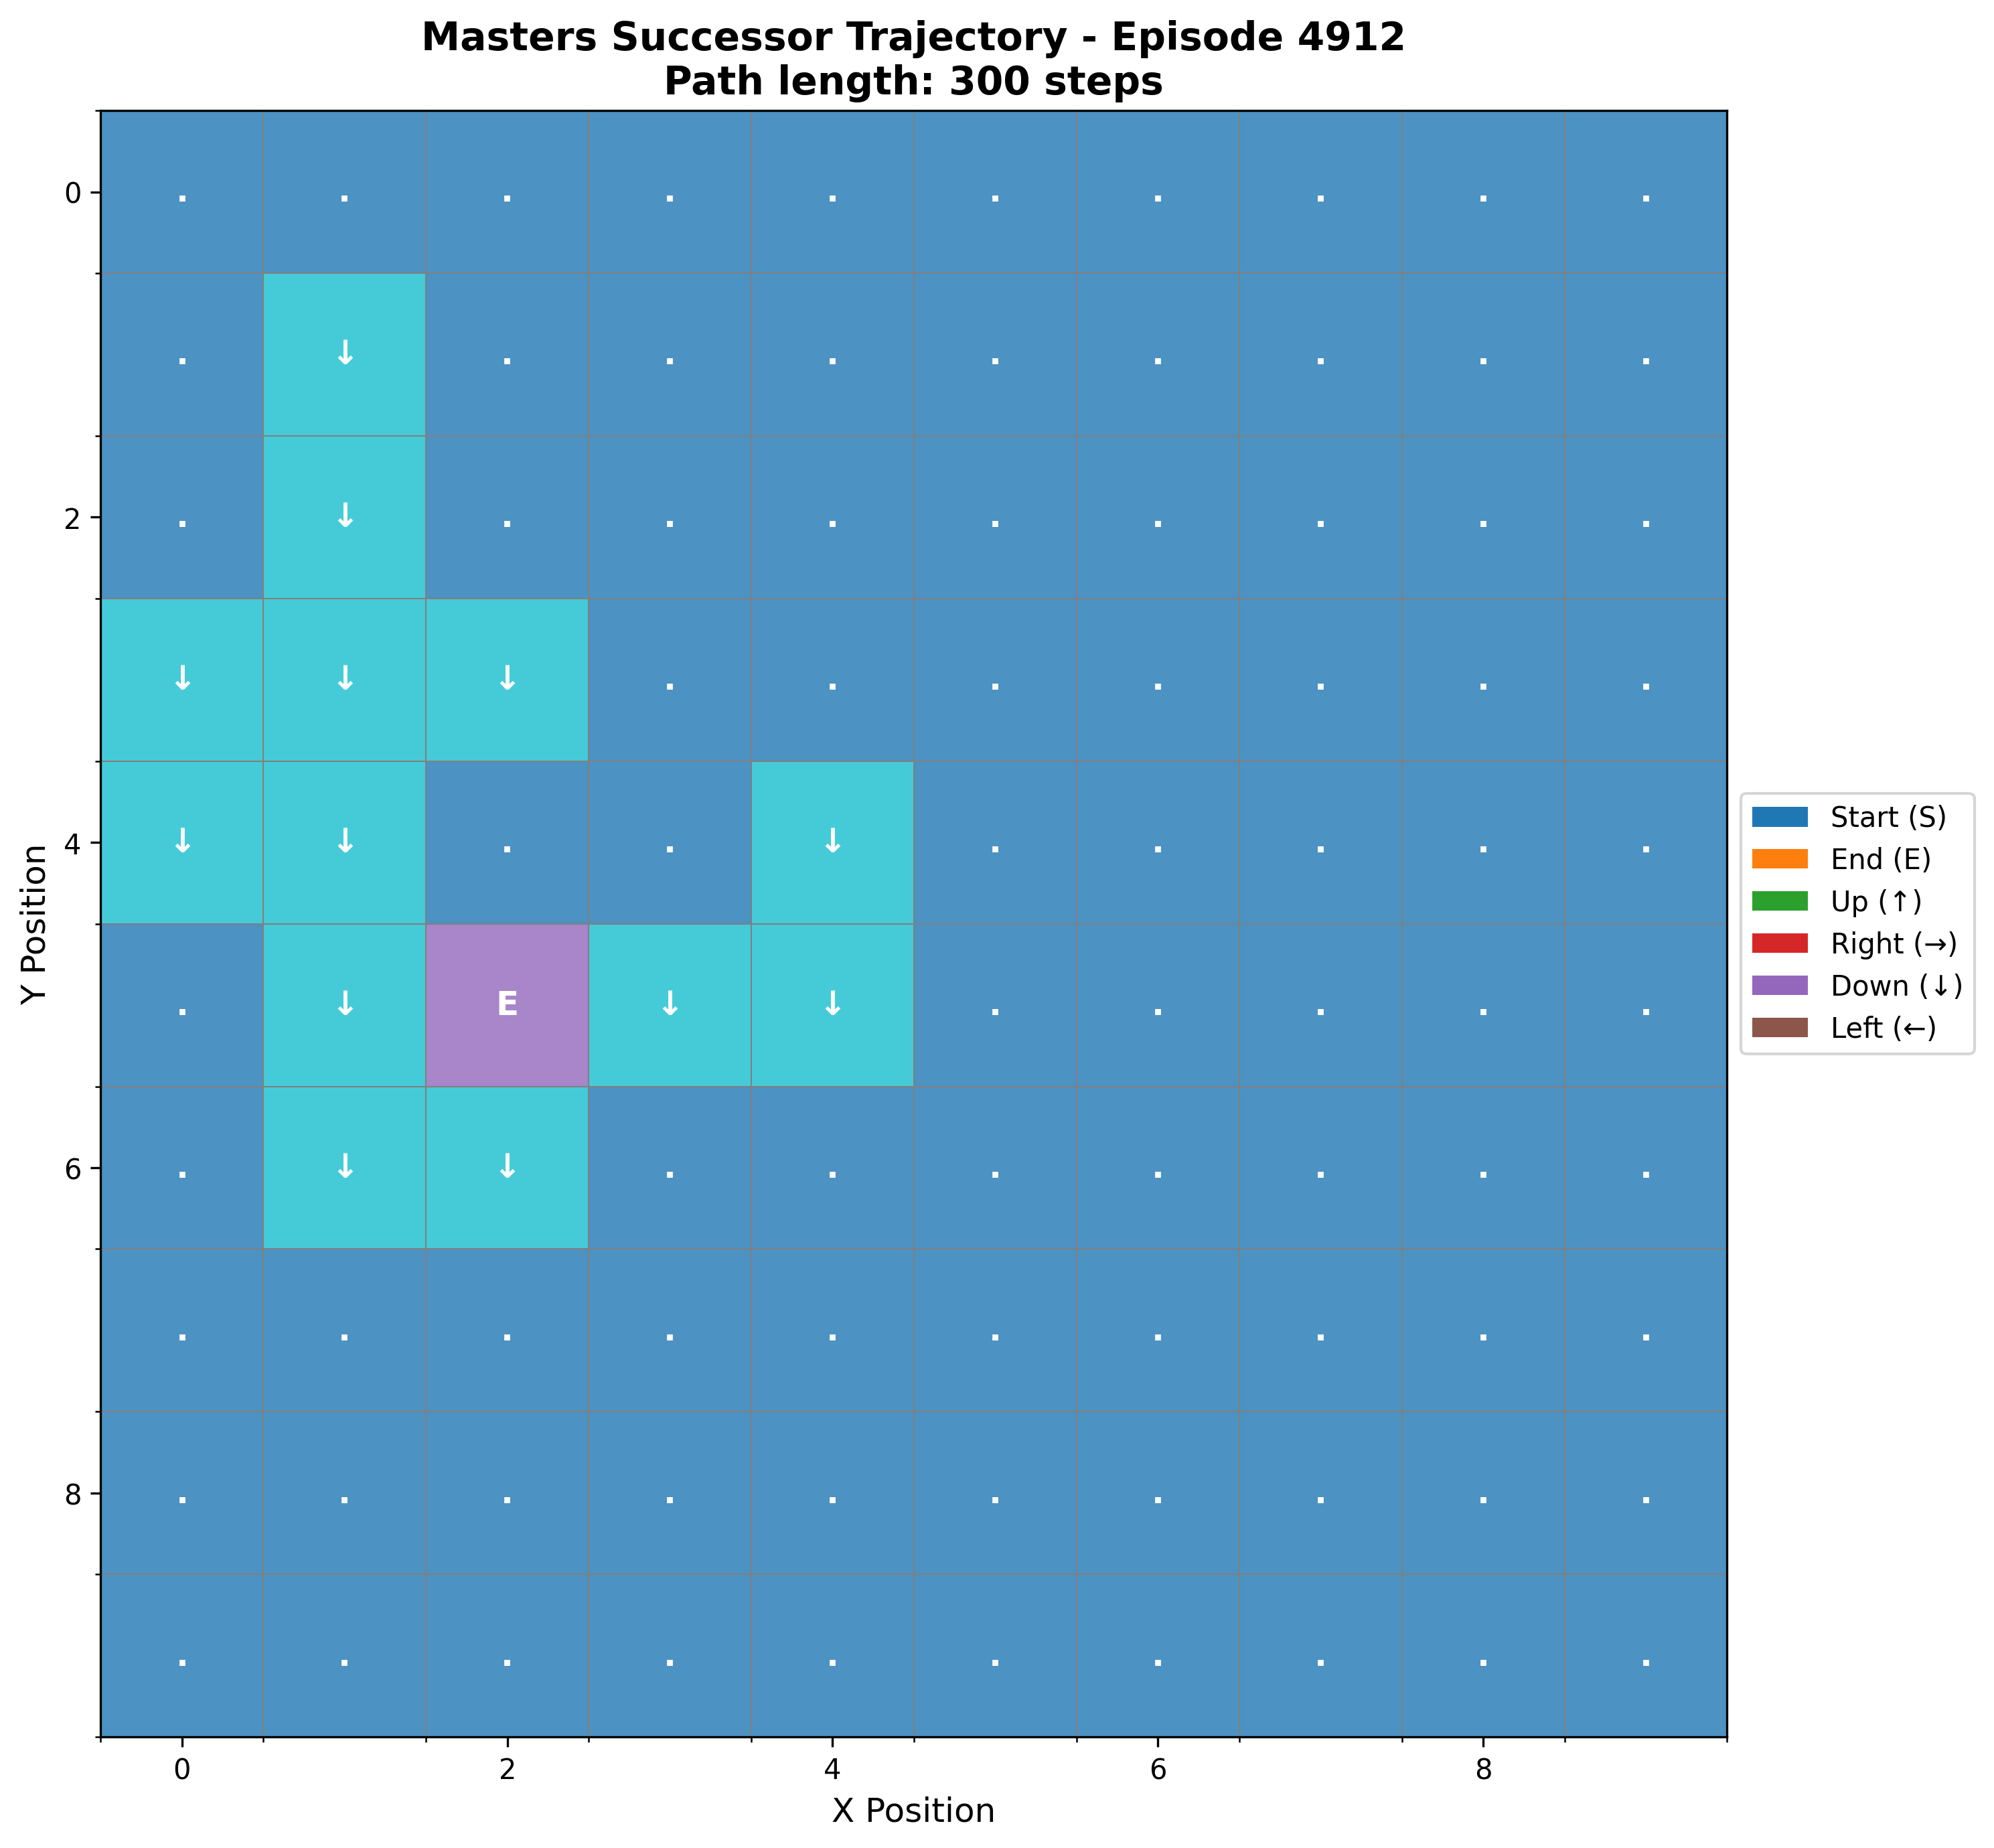 Masters Successor Trajectory - Episode 4912
Path length: 300 steps
0 . . . . . . . . . .
. ↓ . . . . . . . .
2 . ↓ . . . . . . . .
↓ ↓ ↓ . . . . . . .
4 ↓ ↓ . . ↓ . . . . .
. ↓ E ↓ ↓ . . . . .
6 . ↓ ↓ . . . . . . .
. . . . . . . . . .
8 . . . . . . . . . .
. . . . . . . . . .
0 2 4 6 8
X Position
Y Position
Start (S)
End (E)
Up (↑)
Right (→)
Down (↓)
Left (←)